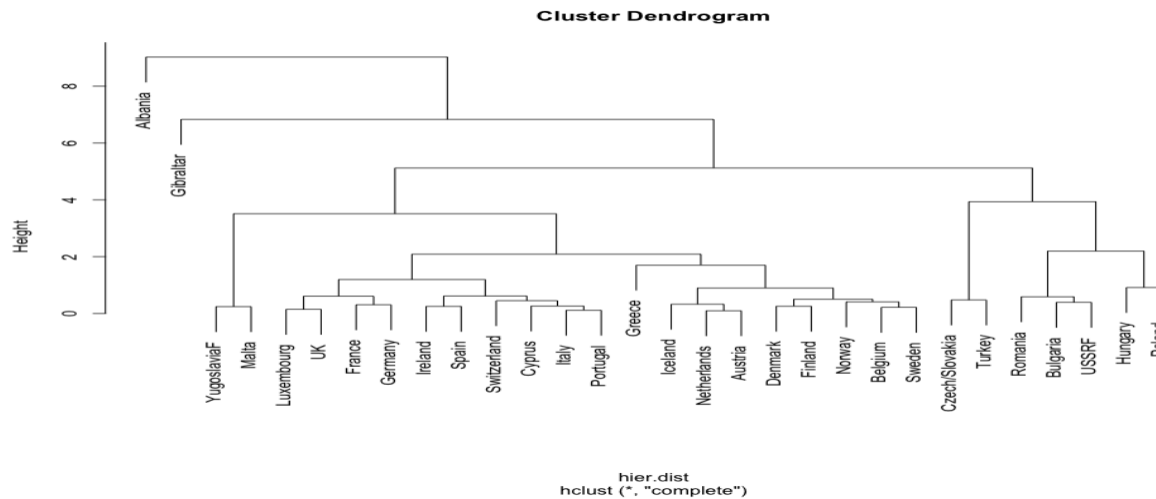 Cluster Dendrogram
Height
8
6
4
2
0
Albania
Gibraltar
YugoslaviaF
Malta
Luxembourg
UK
France
Germany
Ireland
Spain
Switzerland
Cyprus
Italy
Portugal
Greece
Iceland
Netherlands
Austria
Denmark
Finland
Norway
Belgium
Sweden
Czech/Slovakia
Turkey
Romania
Bulgaria
USSRF
Hungary
hier.dist
hclust (*, "complete")